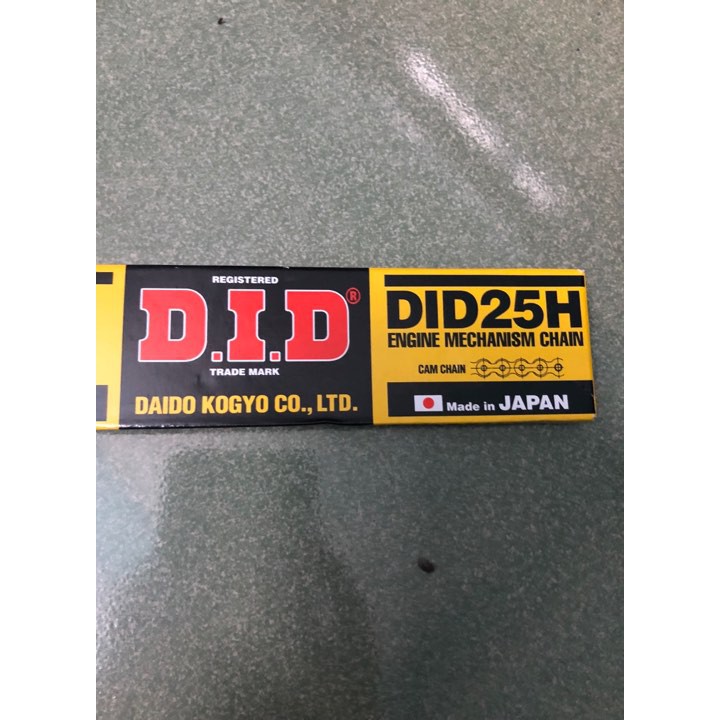 REGISTERED
D.I.D®
TRADE MARK
DAIDO KOGYO CO., LTD.
DID25H
ENGINE MECHANISM CHAIN
CAM CHAIN
Made in JAPAN